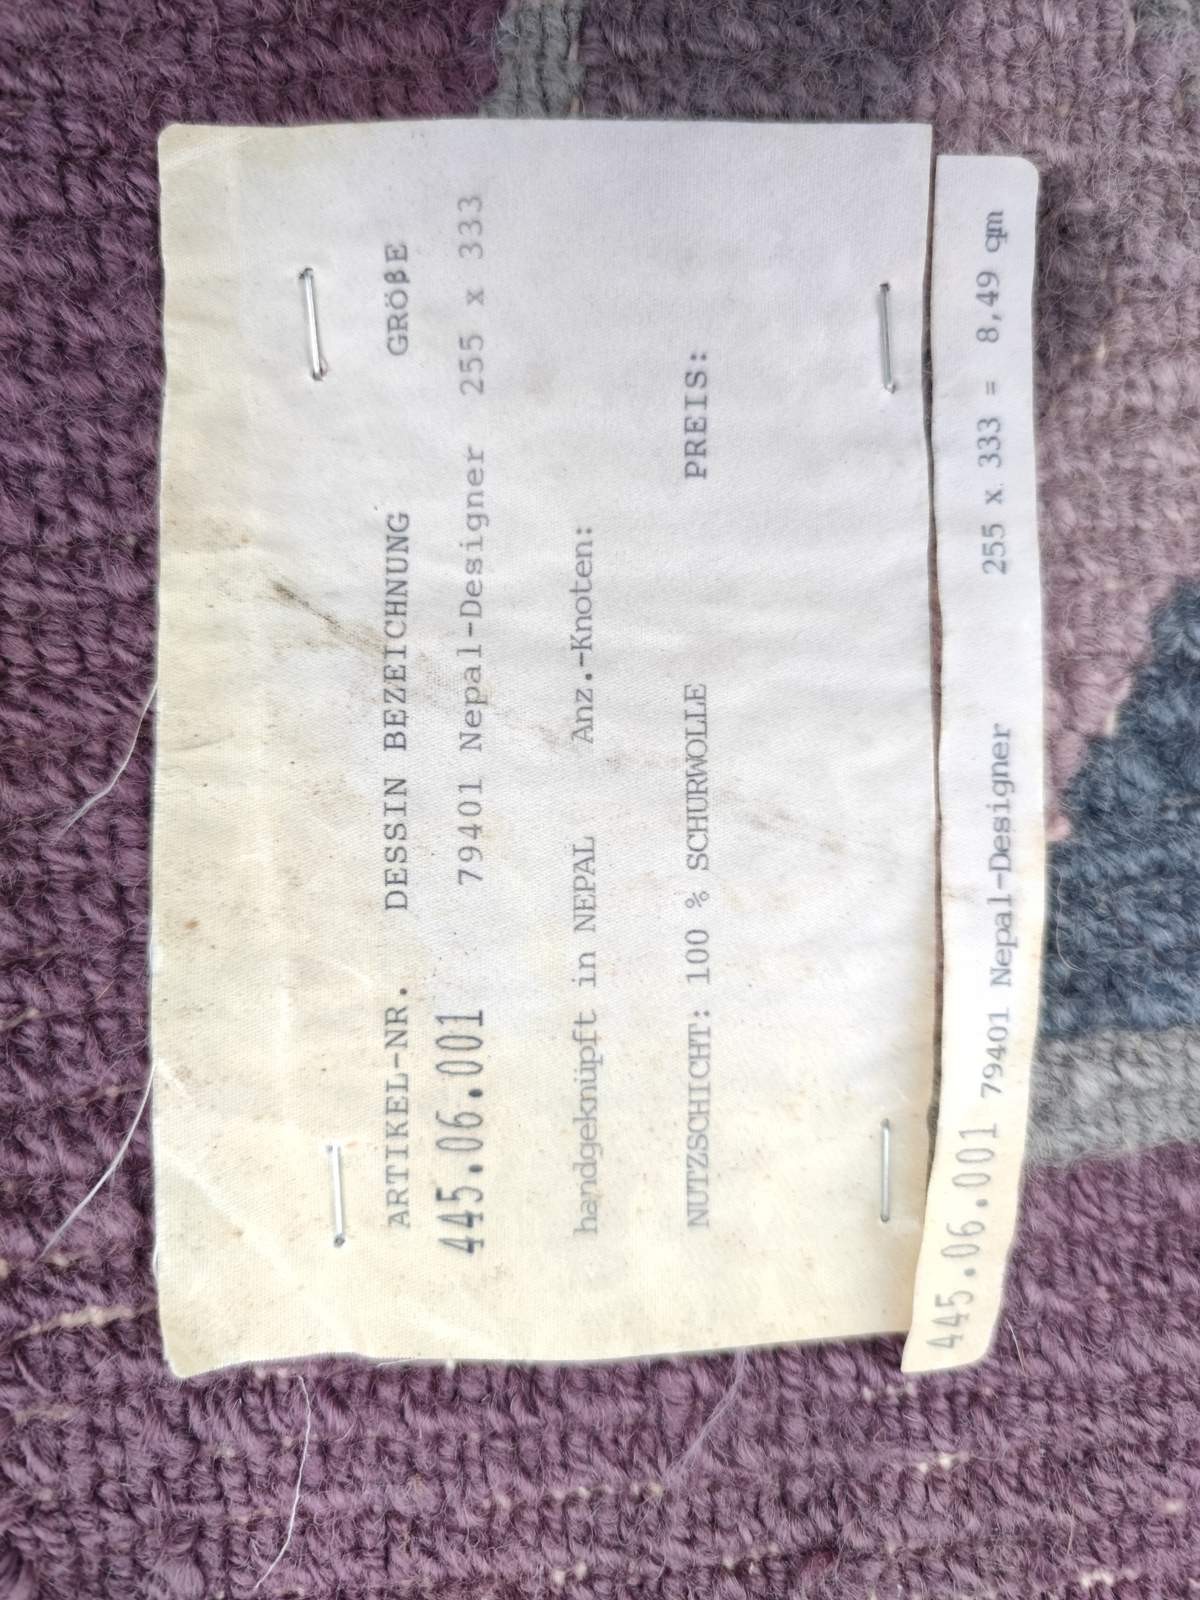 ARTIKEL-NR. DESSIN BEZEICHNUNG GRÖßE
445.06.001 79401 Nepal-Designer 255 x 333
handgeknüpft in NEPAL Anz.-Knoten:
NUTZSCHICHT: 100 % SCHURWOLLE PREIS:
445.06.001 79401 Nepal-Designer 255 x 333 = 8,49 qm